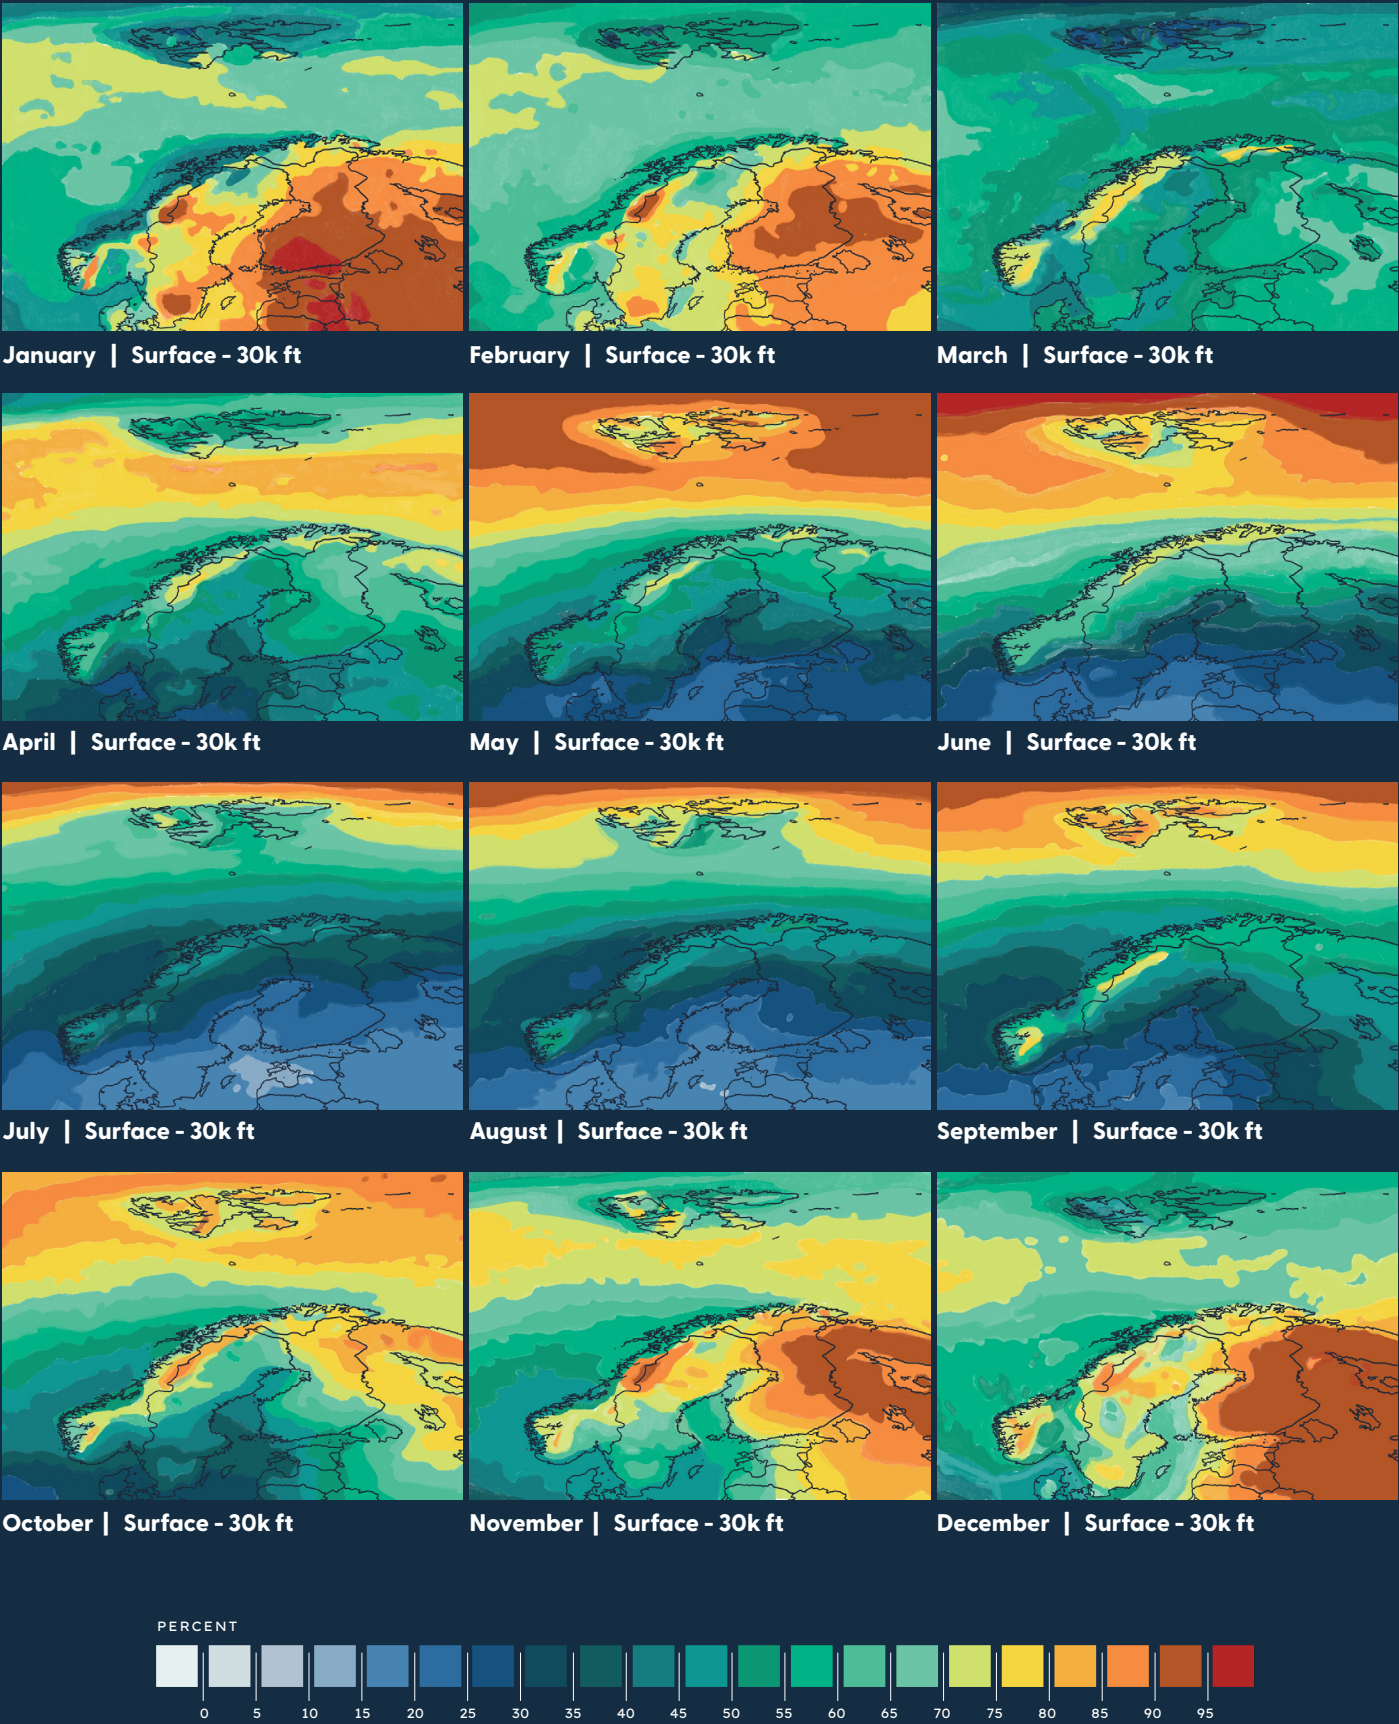 January | Surface - 30k ft
February | Surface - 30k ft
March | Surface - 30k ft
April | Surface - 30k ft
May | Surface - 30k ft
June | Surface - 30k ft
July | Surface - 30k ft
August | Surface - 30k ft
September | Surface - 30k ft
October | Surface - 30k ft
November | Surface - 30k ft
December | Surface - 30k ft
PERCENT
0 5 10 15 20 25 30 35 40 45 50 55 60 65 70 75 80 85 90 95